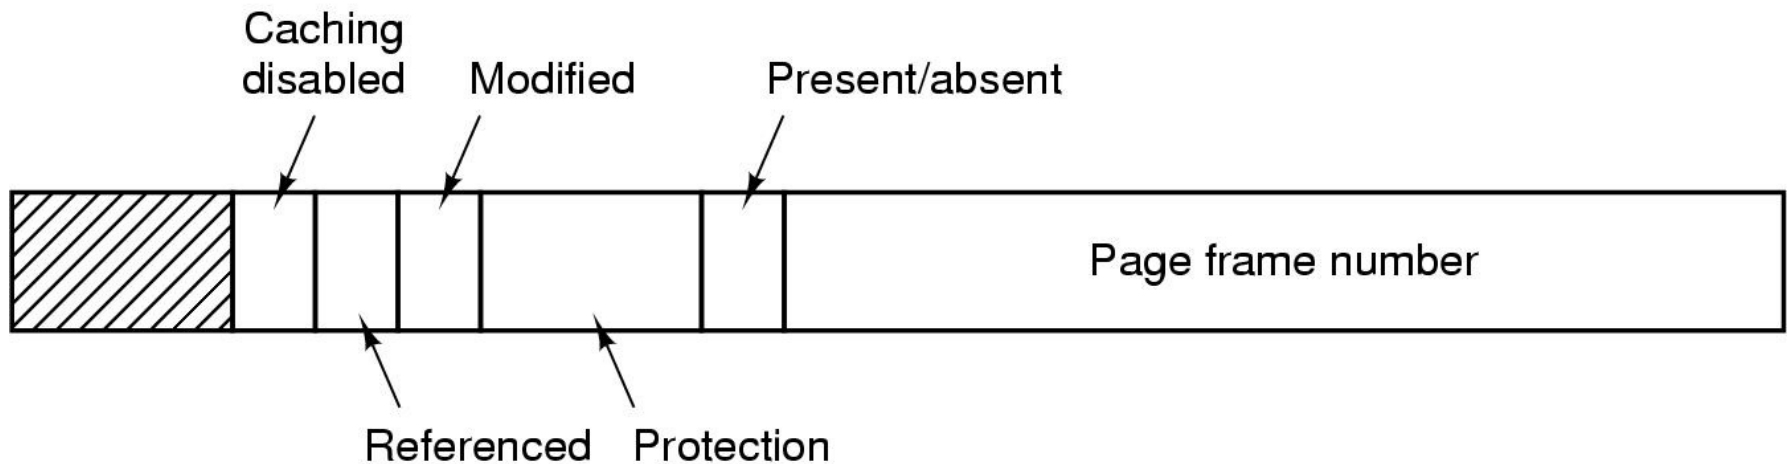 Caching
disabled
Modified
Present/absent
Page frame number
Referenced
Protection